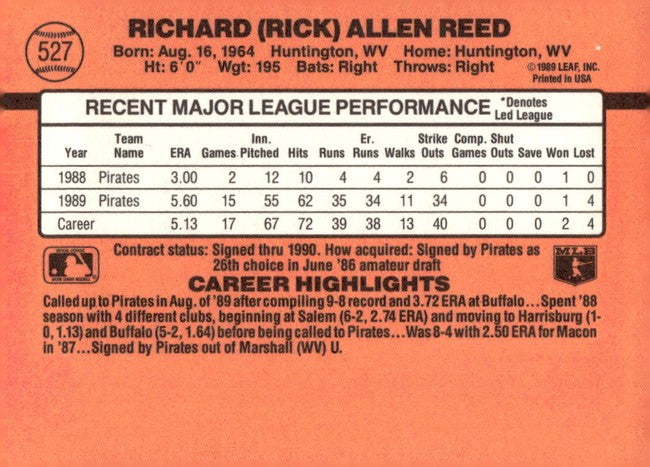 527
RICHARD (RICK) ALLEN REED
Born: Aug. 16, 1964 Huntington, WV Home: Huntington, WV
Ht: 6'0" Wgt: 195 Bats: Right Throws: Right
©1989 LEAF, INC.
Printed in USA
RECENT MAJOR LEAGUE PERFORMANCE *Denotes Led League
Year Team Name ERA Games Inn. Pitched Hits Runs Er. Runs Walks Strike Outs Comp. Games Shut Outs Save Won Lost
1988 Pirates 3.00 2 12 10 4 4 2 6 0 0 0 1 0
1989 Pirates 5.60 15 55 62 35 34 11 34 0 0 0 1 4
Career 5.13 17 67 72 39 38 13 40 0 0 0 2 4
Contract status: Signed thru 1990. How acquired: Signed by Pirates as
26th choice in June '86 amateur draft
MLB
CAREER HIGHLIGHTS
Called up to Pirates in Aug. of '89 after compiling 9-8 record and 3.72 ERA at Buffalo...Spent '88
season with 4 different clubs, beginning at Salem (6-2, 2.74 ERA) and moving to Harrisburg (1-
0, 1.13) and Buffalo (5-2, 1.64) before being called to Pirates...Was 8-4 with 2.50 ERA for Macon
in '87...Signed by Pirates out of Marshall (WV) U.